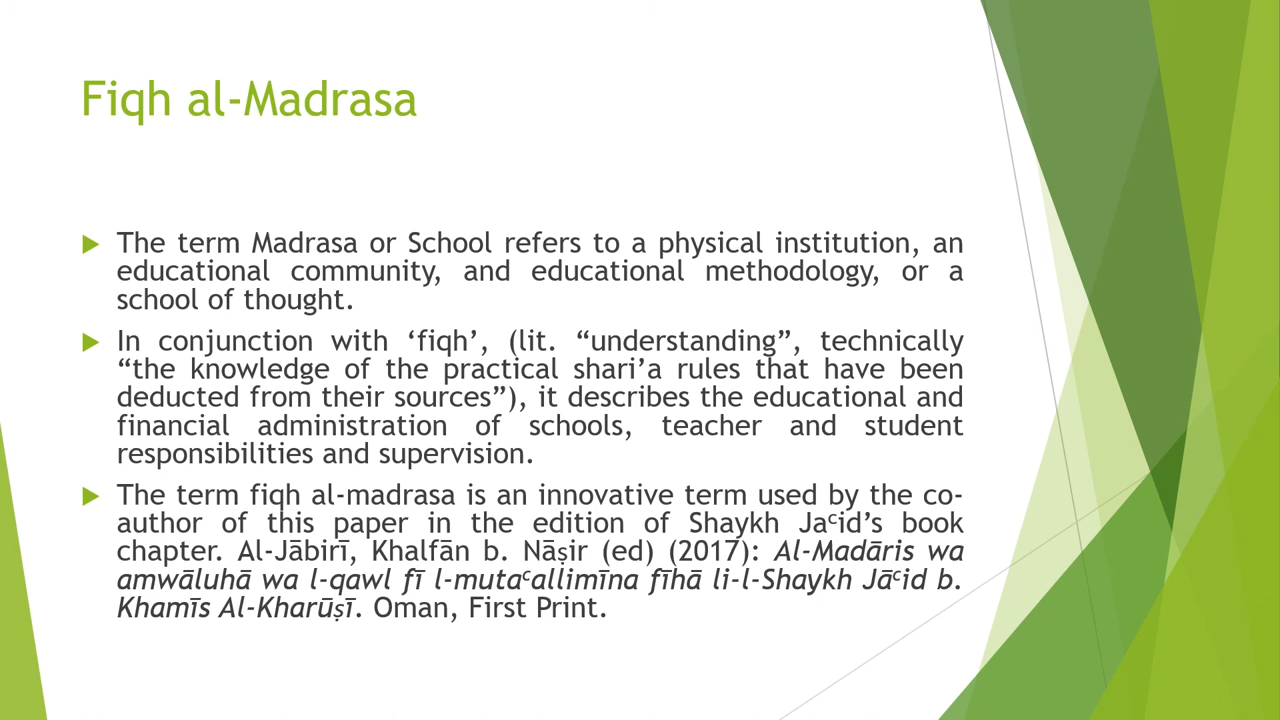 Fiqh al-Madrasa
The term Madrasa or School refers to a physical institution, an
educational community, and educational methodology, or a
school of thought.
In conjunction with ‘fiqh’, (lit. “understanding”, technically
“the knowledge of the practical shari’a rules that have been
deducted from their sources”), it describes the educational and
financial administration of schools, teacher and student
responsibilities and supervision.
The term fiqh al-madrasa is an innovative term used by the co-
author of this paper in the edition of Shaykh Jaᶜid’s book
chapter. Al-Jābirī, Khalfān b. Nāṣir (ed) (2017): Al-Madāris wa
amwāluhā wa l-qawl fī l-mutaᶜallimīna fīhā li-l-Shaykh Jāᶜid b.
Khamīs Al-Kharūṣī. Oman, First Print.